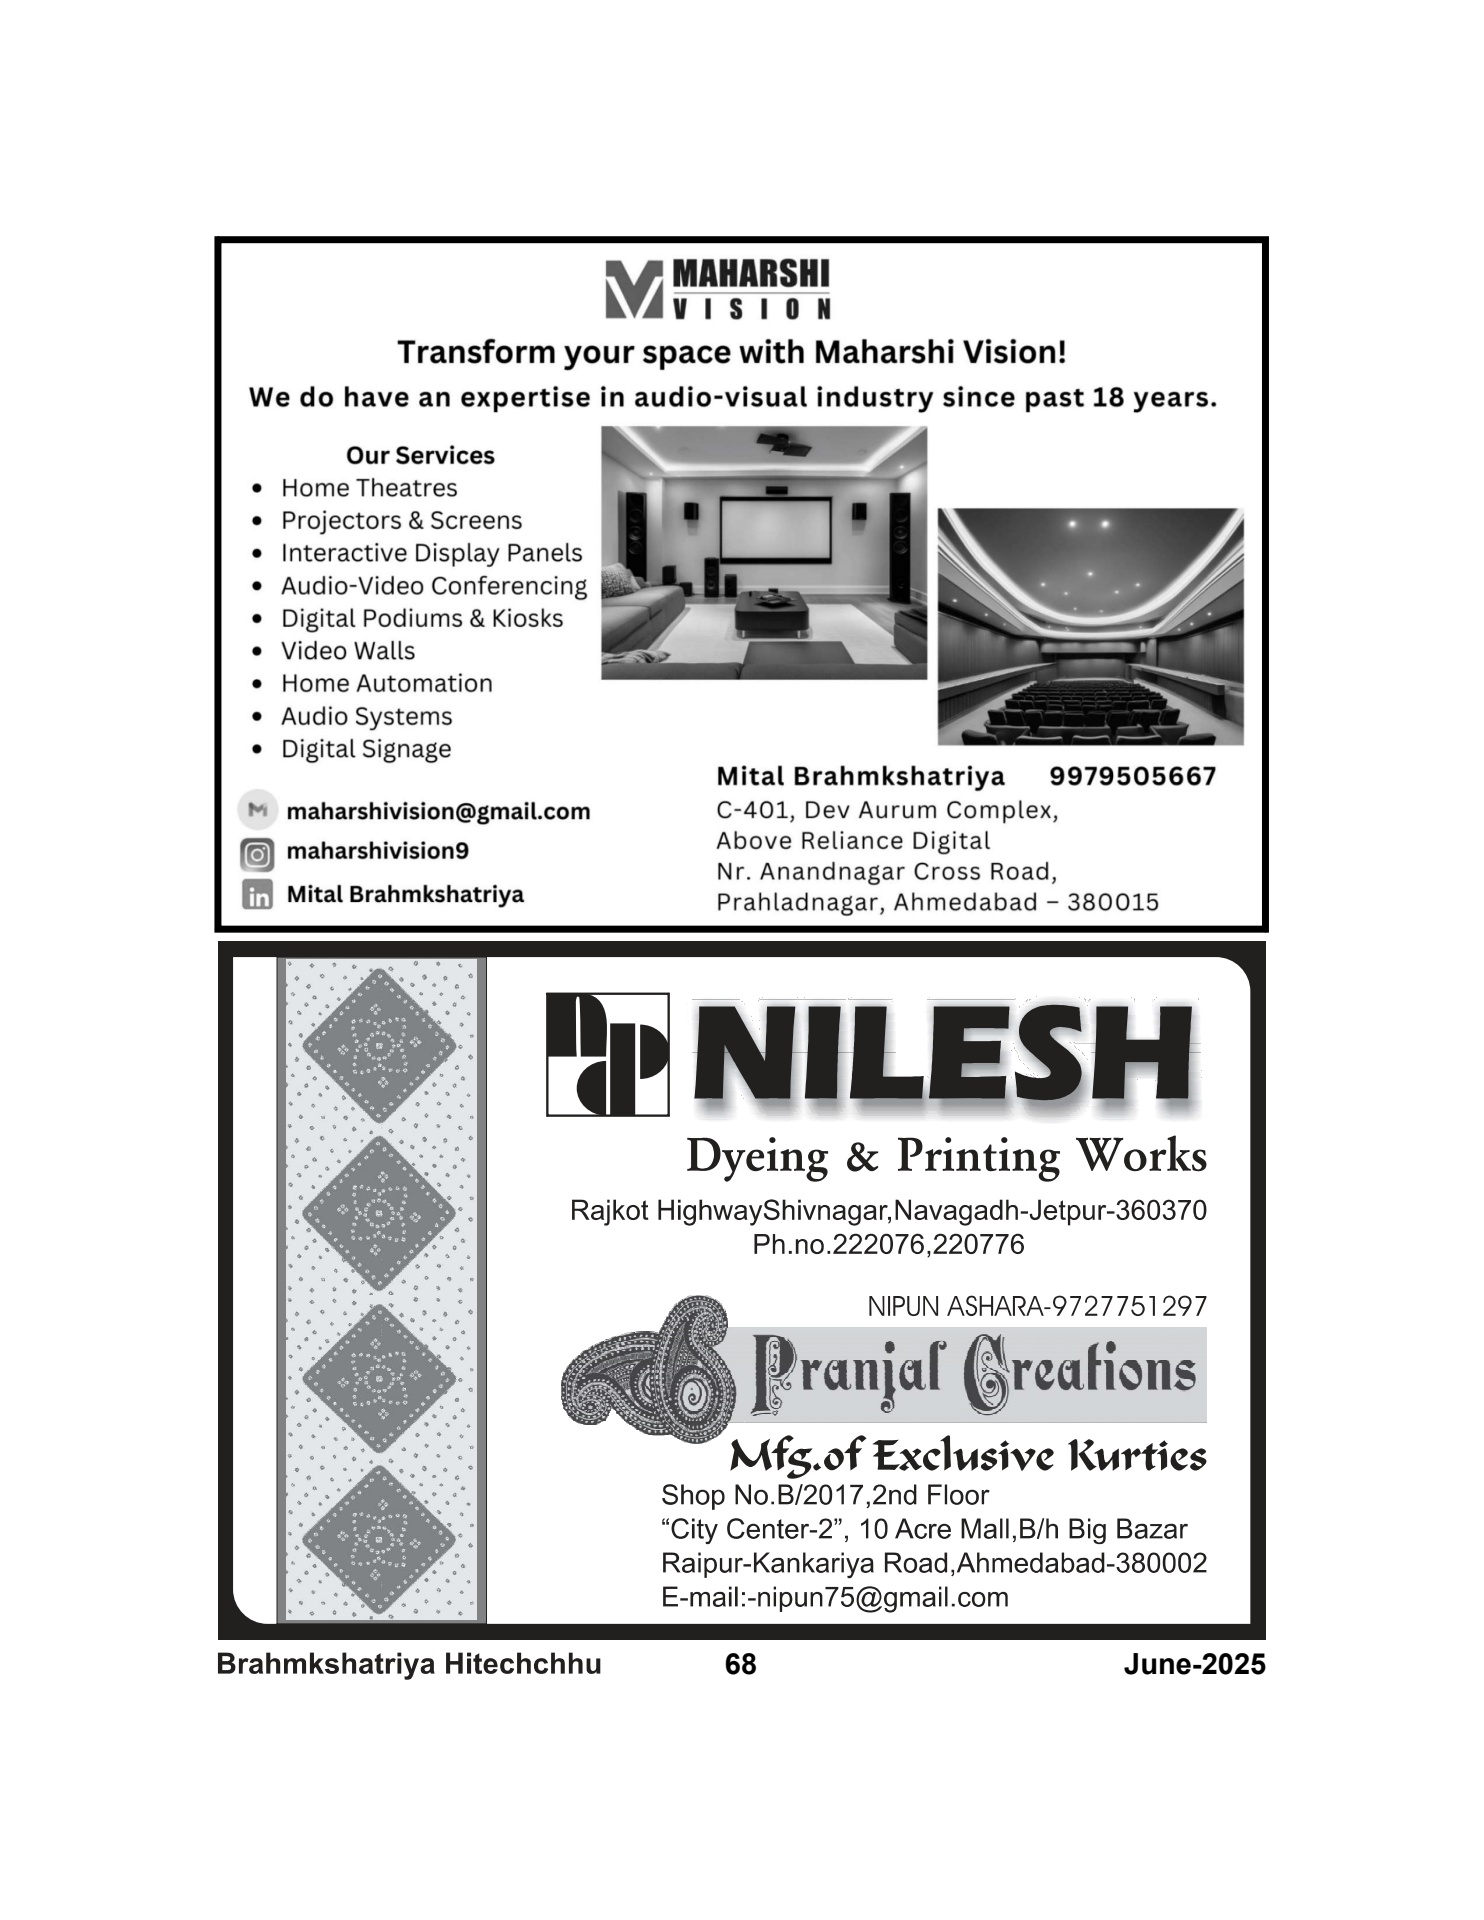 MAHARSHI
VISION
Transform your space with Maharshi Vision!
We do have an expertise in audio-visual industry since past 18 years.
Our Services
• Home Theatres
• Projectors & Screens
• Interactive Display Panels
• Audio-Video Conferencing
• Digital Podiums & Kiosks
• Video Walls
• Home Automation
• Audio Systems
• Digital Signage
maharshivision@gmail.com
maharshivision9
Mital Brahmkshatriya
Mital Brahmkshatriya 9979505667
C-401, Dev Aurum Complex,
Above Reliance Digital
Nr. Anandnagar Cross Road,
Prahladnagar, Ahmedabad – 380015
ndp NILESH
Dyeing & Printing Works
Rajkot HighwayShivnagar,Navagadh-Jetpur-360370
Ph.no.222076,220776
NIPUN ASHARA-9727751297
Pranjal Creations
Mfg.of Exclusive Kurties
Shop No.B/2017,2nd Floor
“City Center-2”, 10 Acre Mall,B/h Big Bazar
Raipur-Kankariya Road,Ahmedabad-380002
E-mail:-nipun75@gmail.com
Brahmkshatriya Hitechchhu 68 June-2025